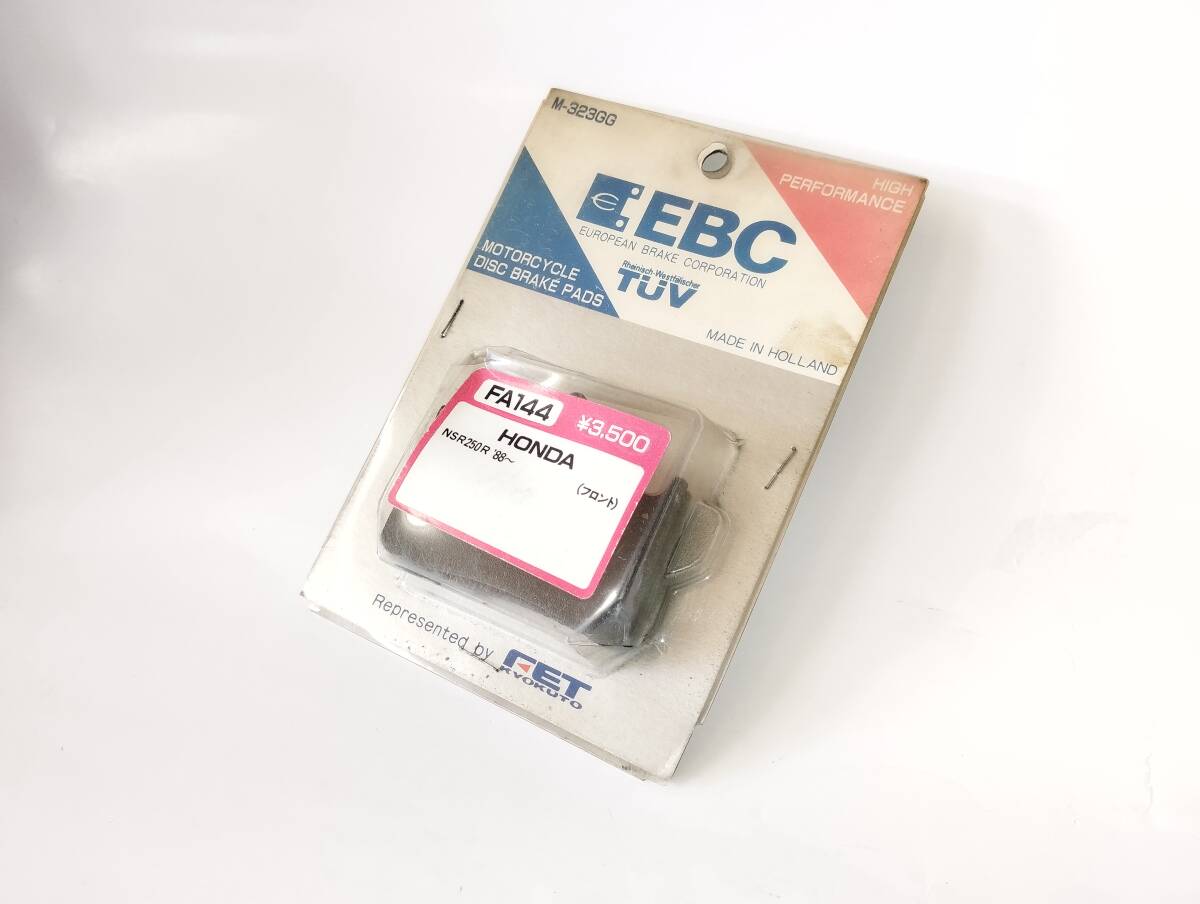 M-323GG
HIGH
PERFORMANCE
EBC
EUROPEAN BRAKE CORPORATION
MOTORCYCLE
DISC BRAKE PADS
Rheinisch-Westfälischer
TÜV
MADE IN HOLLAND
FA144
¥3,500
HONDA
NSR250R '88～
(フロント)
Represented by
FET
KYOKUTO